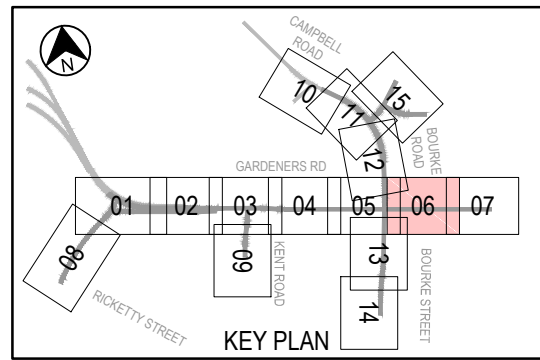 N
CAMPBELL
ROAD
10
11
15
12
BOURKE
ROAD
GARDENERS RD
01
02
03
04
05
06
07
08
09
KENT ROAD
13
14
BOURKE STREET
RICKETTY STREET
KEY PLAN